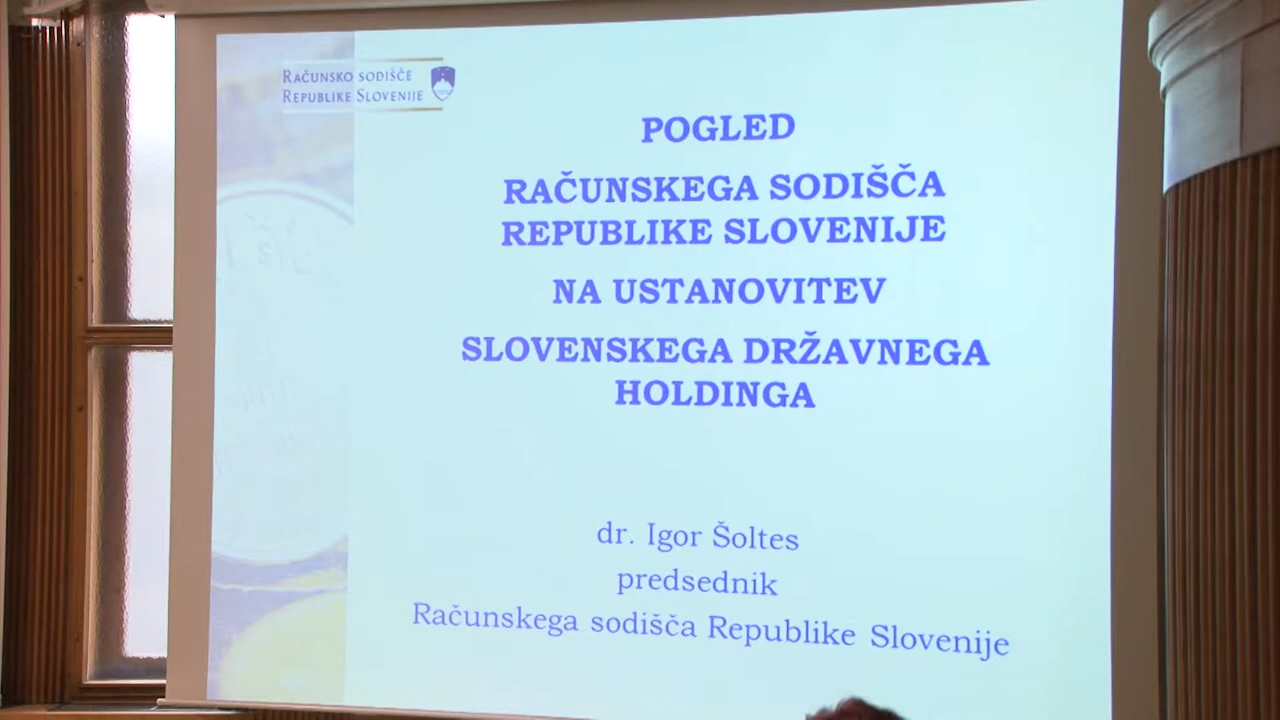 RAČUNSKO SODIŠČE
REPUBLIKE SLOVENIJE
POGLED
RAČUNSKEGA SODIŠČA
REPUBLIKE SLOVENIJE
NA USTANOVITEV
SLOVENSKEGA DRŽAVNEGA
HOLDINGA
dr. Igor Šoltes
predsednik
Računskega sodišča Republike Slovenije